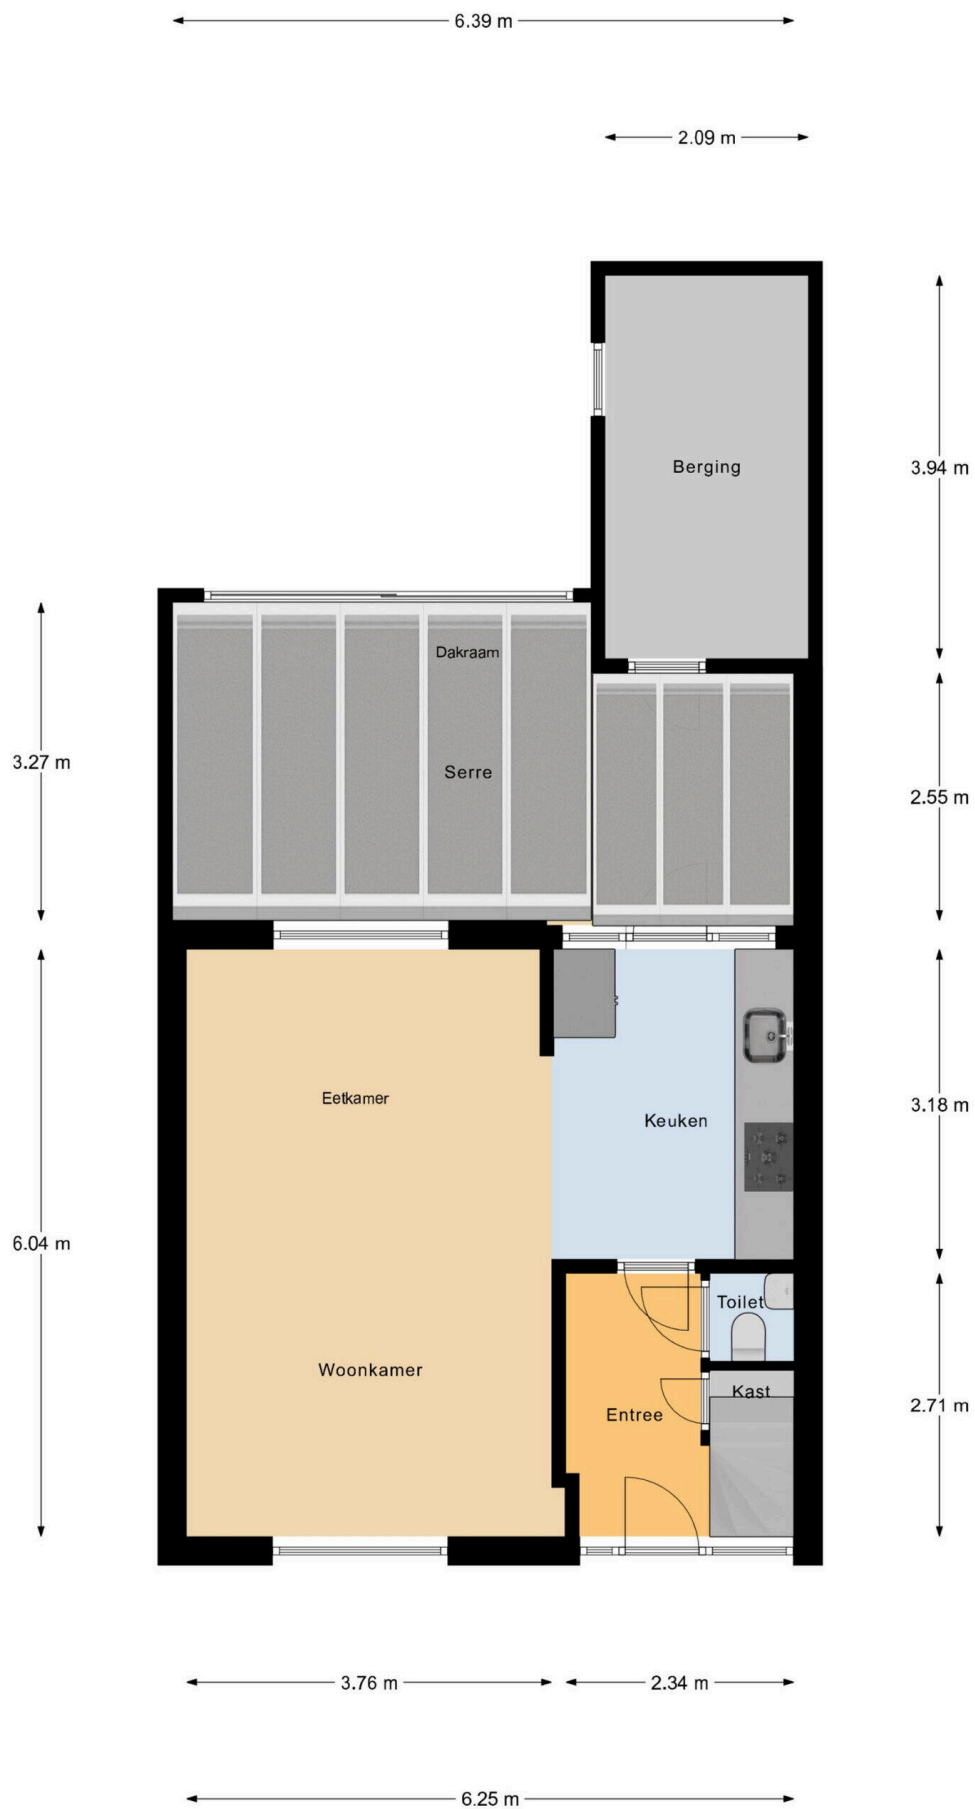 6.39 m
2.09 m
Berging
3.94 m
Dakraam
3.27 m
Serre
2.55 m
Eetkamer
3.18 m
Keuken
6.04 m
Toilet
Woonkamer
Kast
2.71 m
Entree
3.76 m
2.34 m
6.25 m